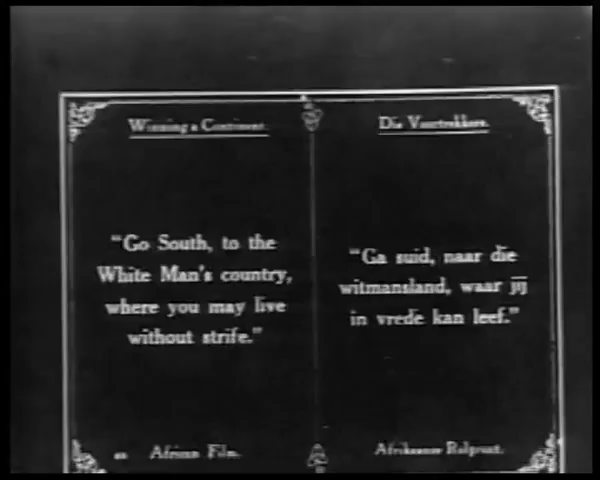 Winning a Continent.
"Go South, to the
White Man's country,
where you may live
without strife."
African Film.
Die Voortrekkers.
"Ga suid, naar die
witmansland, waar jij
in vrede kan leef."
Afrikaanse Rolprent.